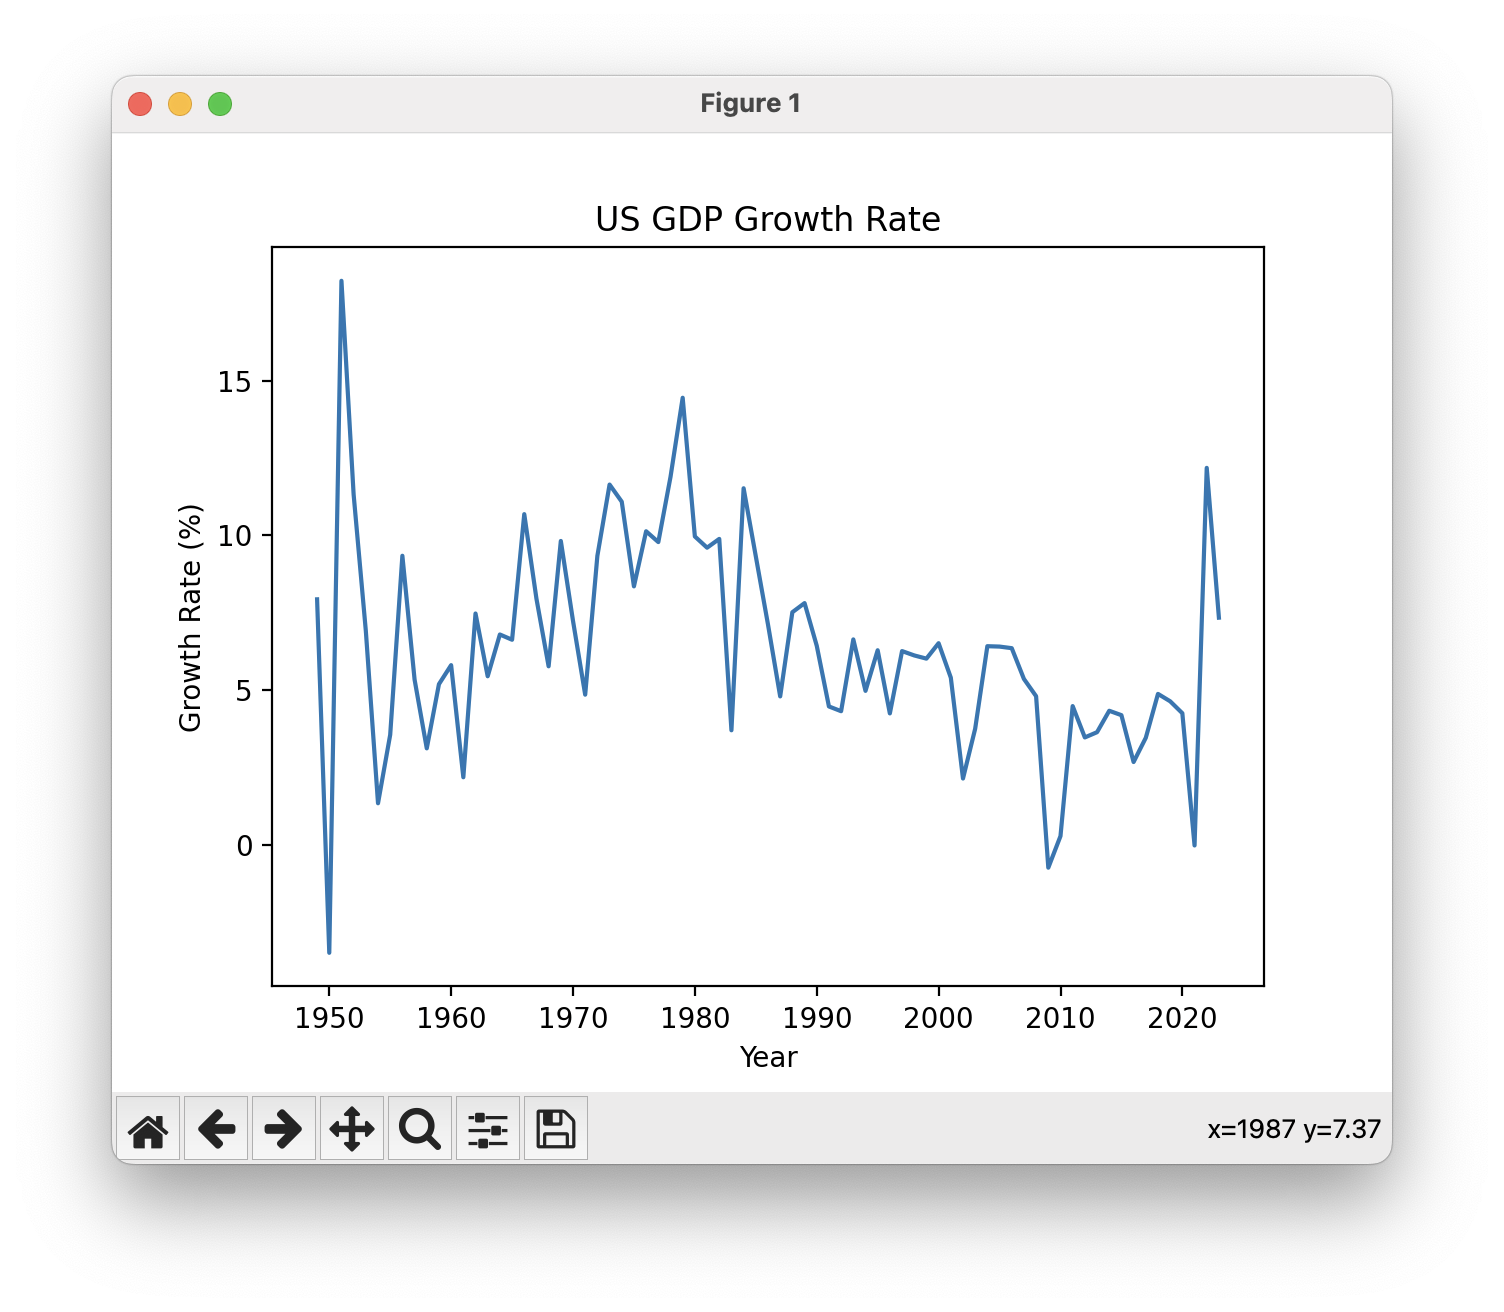 Figure 1
US GDP Growth Rate
Growth Rate (%)
15
10
5
0
1950 1960 1970 1980 1990 2000 2010 2020
Year
x=1987 y=7.37